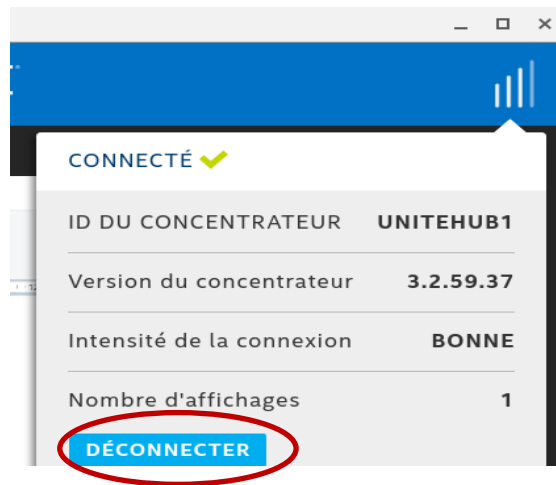 CONNECTÉ
ID DU CONCENTRATEUR UNITEHUB1
Version du concentrateur 3.2.59.37
Intensité de la connexion BONNE
Nombre d'affichages 1
DÉCONNECTER